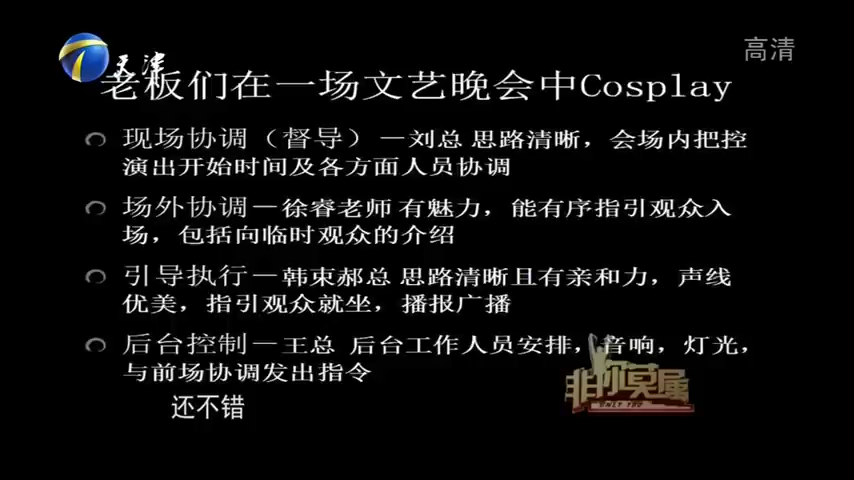 天津
高清
老板们在一场文艺晚会中Cosplay
现场协调（督导）—刘总 思路清晰，会场内把控
演出开始时间及各方面人员协调
场外协调—徐睿老师 有魅力，能有序指引观众入
场，包括向临时观众的介绍
引导执行—韩束郝总 思路清晰且有亲和力，声线
优美，指引观众就坐，播报广播
后台控制—王总 后台工作人员安排，音响，灯光，
与前场协调发出指令
非你莫属
ONLY YOU
还不错